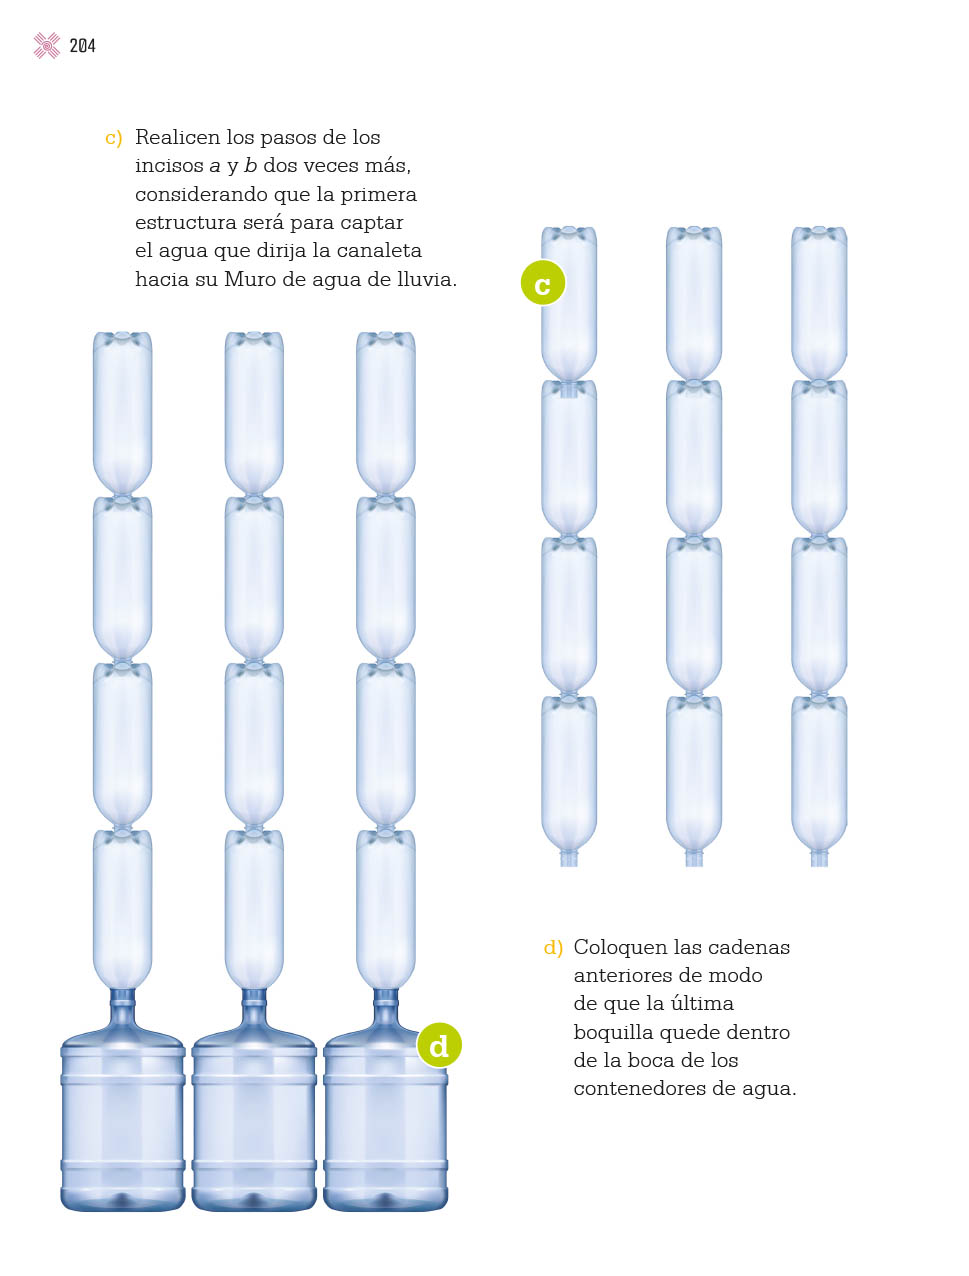 204
c) Realicen los pasos de los
incisos a y b dos veces más,
considerando que la primera
estructura será para captar
el agua que dirija la canaleta
hacia su Muro de agua de lluvia.
c
d
d) Coloquen las cadenas
anteriores de modo
de que la última
boquilla quede dentro
de la boca de los
contenedores de agua.